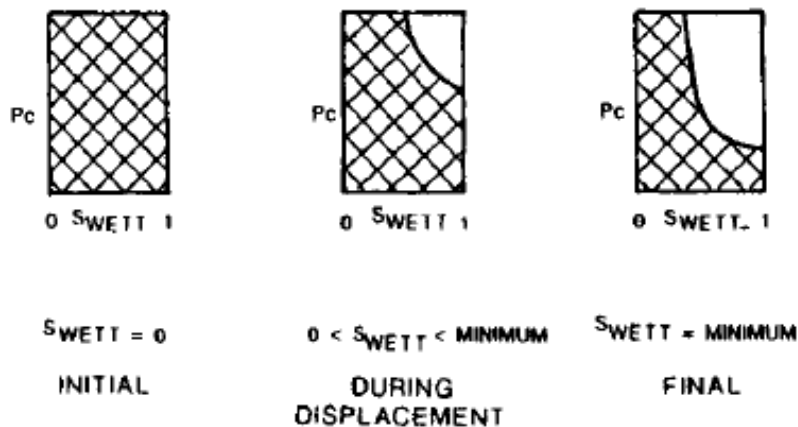 Pc
0 SWETT 1
Pc
0 SWETT 1
Pc
0 SWETT 1
SWETT = 0
INITIAL
0 < SWETT < MINIMUM
DURING
DISPLACEMENT
SWETT = MINIMUM
FINAL